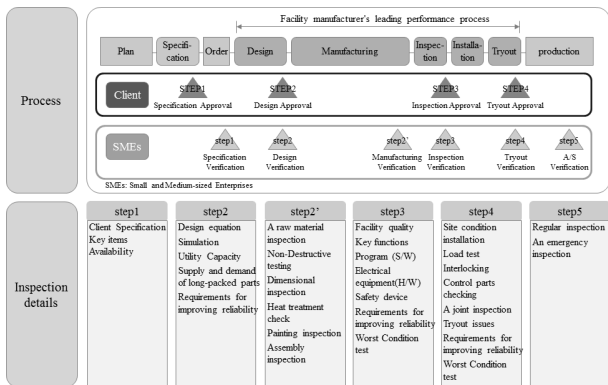 Facility manufacturer's leading performance process
Plan
Specifi-
cation
Order
Design
Manufacturing
Inspec-
tion
Installa-
tion
Tryout
production
Process
Client
STEP1
Specification Approval
STEP2
Design Approval
STEP3
Inspection Approval
STEP4
Tryout Approval
SMEs
step1
Specification
Verification
step2
Design
Verification
step2'
Manufacturing
Verification
step3
Inspection
Verification
step4
Tryout
Verification
step5
A/S
Verification
SMEs: Small and Medium-sized Enterprises
Inspection
details
step1
Client Specification
Key items
Availability
step2
Design equation
Simulation
Utility Capacity
Supply and demand
of long-packed parts
Requirements for
improving reliability
step2’
A raw material
inspection
Non-Destructive
testing
Dimensional
inspection
Heat treatment
check
Painting inspection
Assembly
inspection
step3
Facility quality
Key functions
Program (S/W)
Electrical
equipment(H/W)
Safety device
Requirements for
improving reliability
Worst Condition
test
step4
Site condition
installation
Load test
Interlocking
Control parts
checking
A joint inspection
Tryout issues
Requirements for
improving reliability
Worst Condition
test
step5
Regular inspection
An emergency
inspection